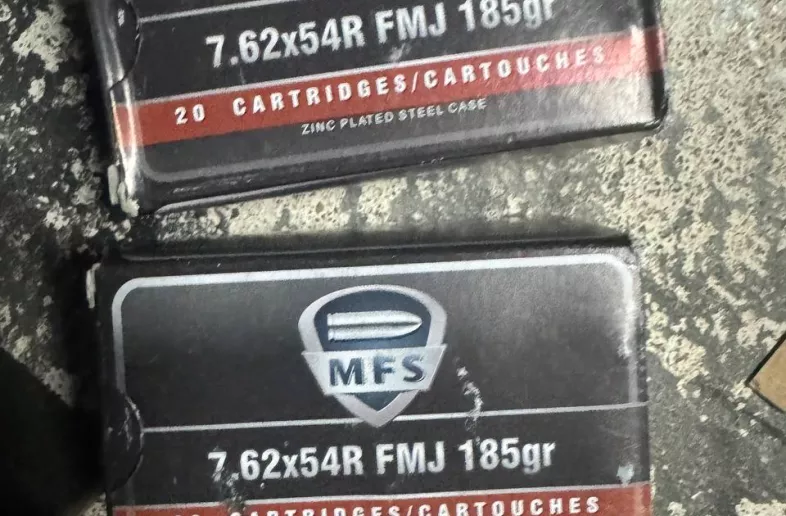 7.62x54R FMJ 185gr
20 CARTRIDGES/CARTOUCHES
ZINC PLATED STEEL CASE
MFS
7.62x54R FMJ 185gr
CARTRIDGES/CARTOUCHES